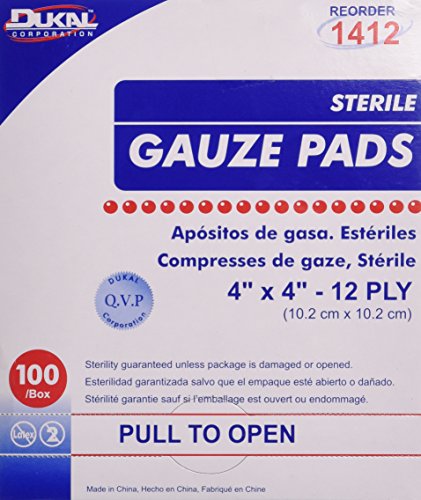 DUKAL™
CORPORATION
REORDER
1412
STERILE
GAUZE PADS
Apósitos de gasa. Estériles
Compresses de gaze, Stérile
4" x 4" - 12 PLY
(10.2 cm x 10.2 cm)
DUKAL
Q.V.P
Corporation
100
/Box
Sterility guaranteed unless package is damaged or opened.
Esterilidad garantizada salvo que el empaque esté abierto o dañado.
Stérilité garantie sauf si l'emballage est ouvert ou endommagé.
Latex
2
PULL TO OPEN
Made in China, Hecho en China, Fabriqué en Chine